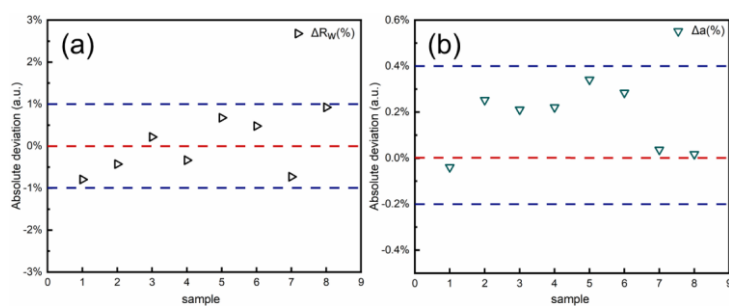 (a)
ΔRW(%)
Absolute deviation (a.u.)
3%
2%
1%
0%
-1%
-2%
-3%
0 1 2 3 4 5 6 7 8 9
sample
(b)
Δa(%)
Absolute deviation (a.u.)
0.6%
0.4%
0.2%
0.0%
-0.2%
-0.4%
0 1 2 3 4 5 6 7 8 9
sample